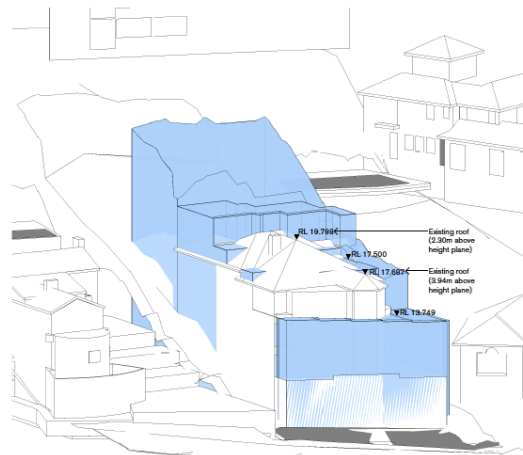 RL 19.798
Existing roof
(2.30m above
height plane)
RL 17.500
RL 17.687
Existing roof
(3.94m above
height plane)
RL 13.749